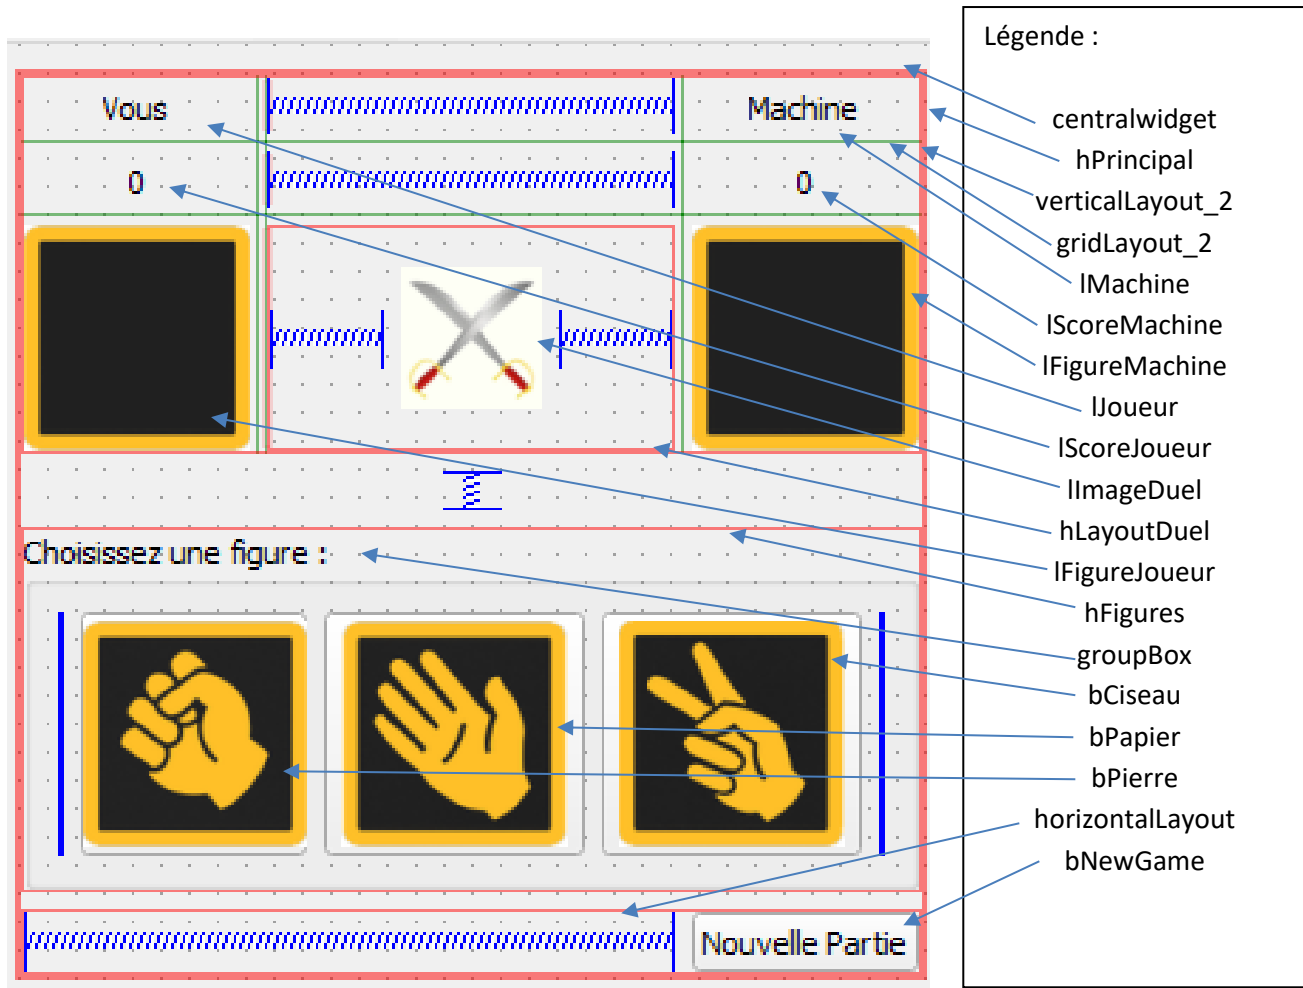 Légende :
Vous
Machine
0
0
Choisissez une figure :
Nouvelle Partie
centralwidget
hPrincipal
verticalLayout_2
gridLayout_2
lMachine
lScoreMachine
lFigureMachine
lJoueur
lScoreJoueur
lImageDuel
hLayoutDuel
lFigureJoueur
hFigures
groupBox
bCiseau
bPapier
bPierre
horizontalLayout
bNewGame